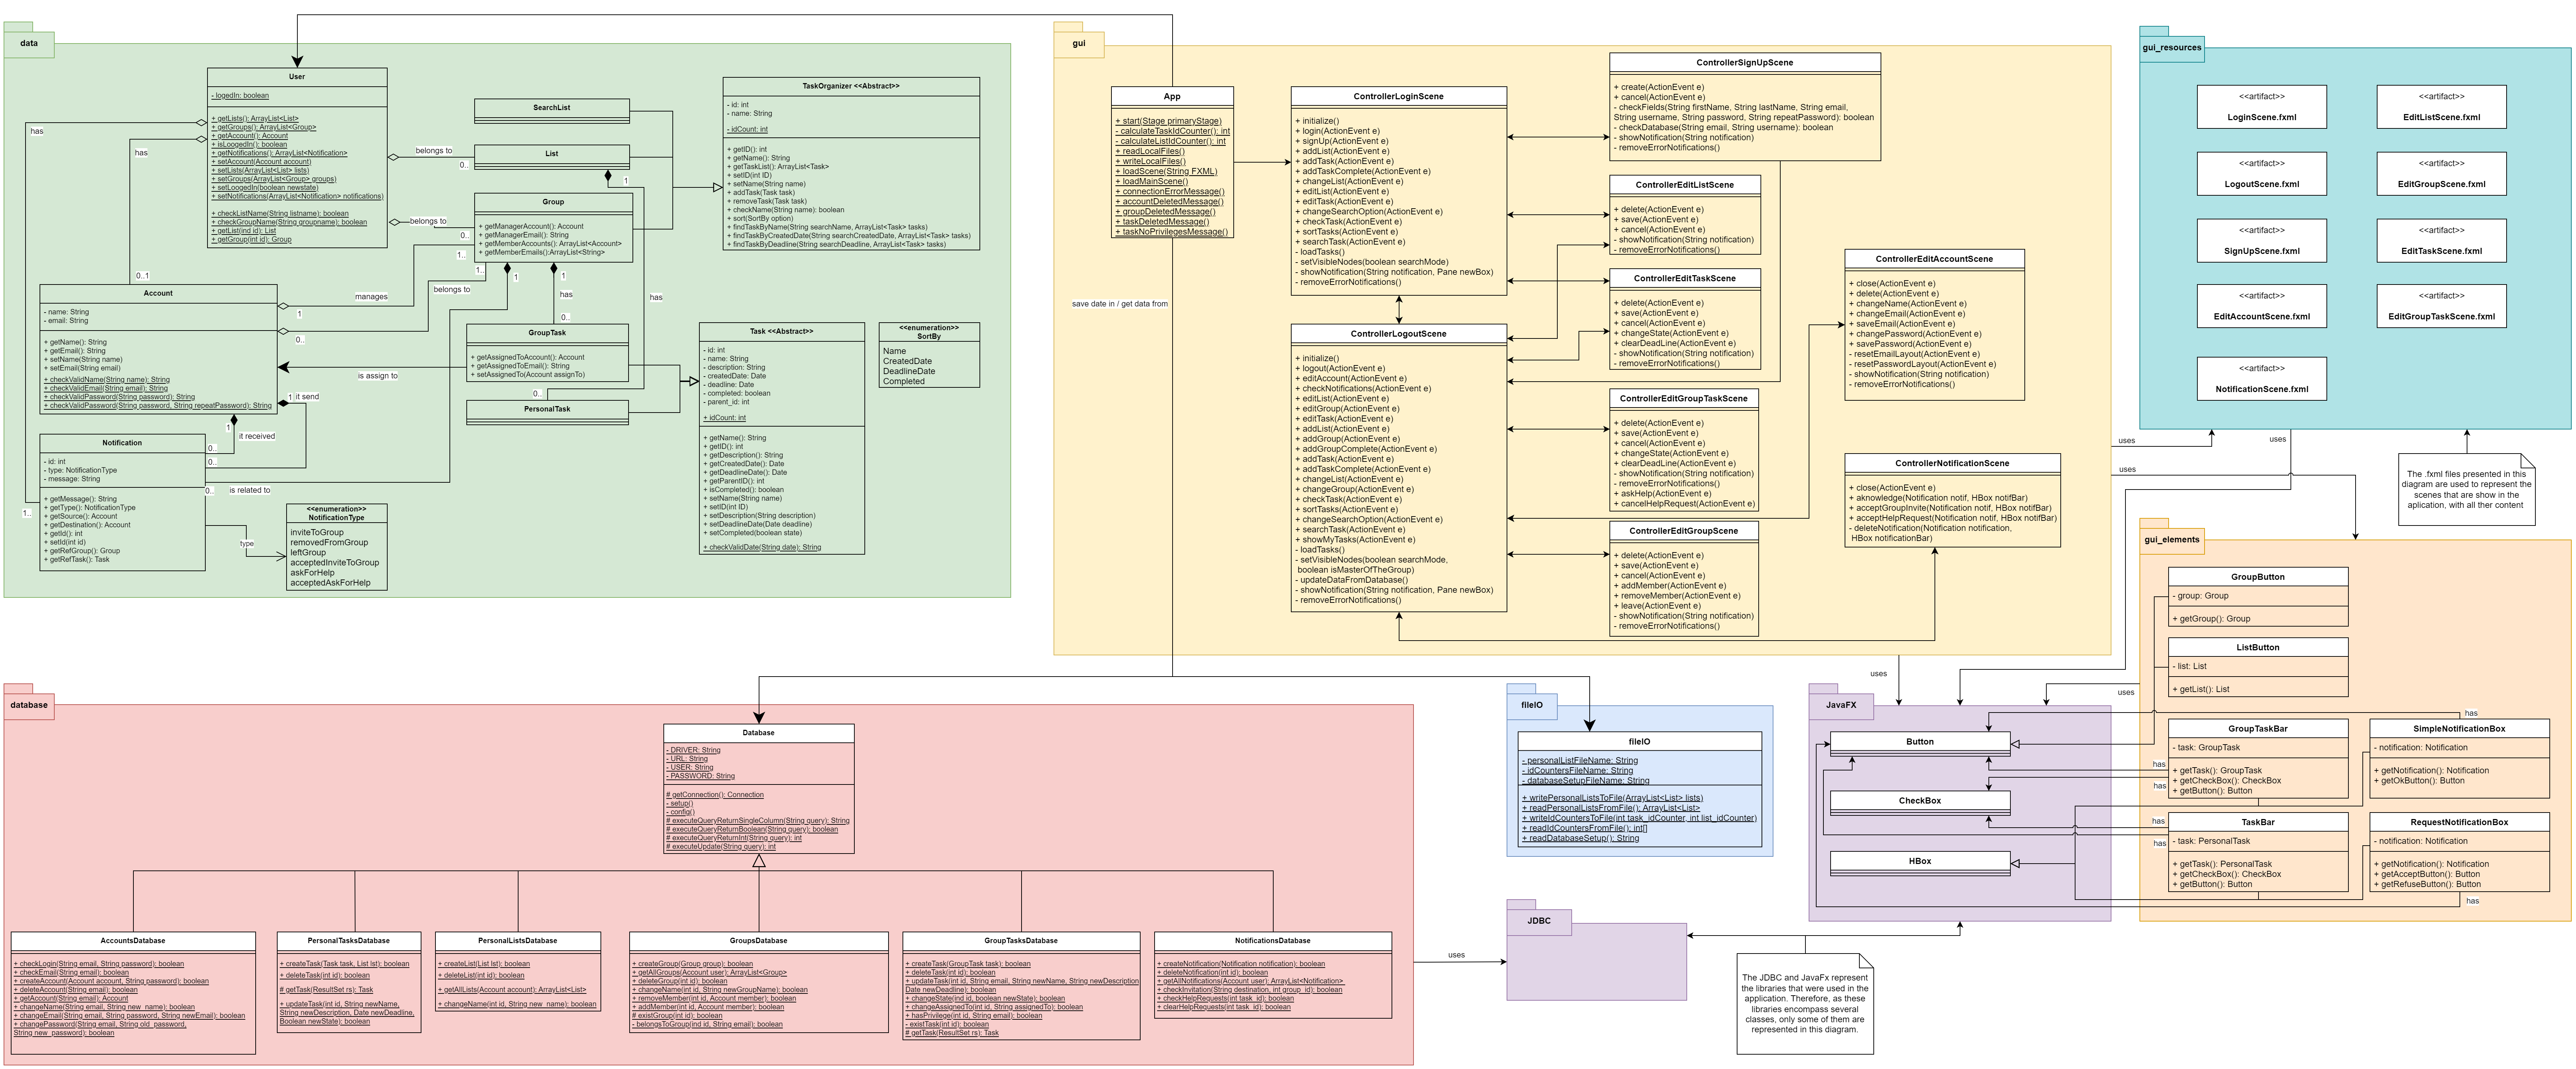 data
User
- logedIn: boolean
+ getLists(): ArrayList<List>
+ getGroups(): ArrayList<Group>
+ getAccount(): Account
+ isLoogedIn(): boolean
+ getNotifications(): ArrayList<Notification>
+ setAccount(Account account)
+ setLists(ArrayList<List> lists)
+ setGroups(ArrayList<Group> groups)
+ setLoogedIn(boolean newstate)
+ setNotifications(ArrayList<Notification> notifications)
+ checkListName(String listname): boolean
+ checkGroupName(String groupname): boolean
+ getList(ind id): List
+ getGroup(int id): Group
has
has
1..
0..1
belongs to
0..
belongs to
0..
SearchList
List
1
Group
+ getManagerAccount(): Account
+ getManagerEmail(): String
+ getMemberAccounts(): ArrayList<Account>
+ getMemberEmails():ArrayList<String>
TaskOrganizer <<Abstract>>
- id: int
- name: String
- idCount: int
+ getID(): int
+ getName(): String
+ getTaskList(): ArrayList<Task>
+ setID(int ID)
+ setName(String name)
+ addTask(Task task)
+ removeTask(Task task)
+ checkName(String name): boolean
+ sort(SortBy option)
+ findTaskByName(String searchName, ArrayList<Task> tasks)
+ findTaskByCreatedDate(String searchCreatedDate, ArrayList<Task> tasks)
+ findTaskByDeadline(String searchDeadline, ArrayList<Task> tasks)
Account
- name: String
- email: String
+ getName(): String
+ getEmail(): String
+ setName(String name)
+ setEmail(String email)
+ checkValidName(String name): String
+ checkValidEmail(String email): String
+ checkValidPassword(String password): String
+ checkValidPassword(String password, String repeatPassword): String
manages
1
1..
belongs to
0..
1..
1
1
has
0..
has
0..
is assign to
1
it send
1
it received
0..
0..
0..
is related to
GroupTask
+ getAssignedToAccount(): Account
+ getAssignedToEmail(): String
+ setAssignedTo(Account assignTo)
PersonalTask
Task <<Abstract>>
- id: int
- name: String
- description: String
- createdDate: Date
- deadline: Date
- completed: boolean
- parent_id: int
+ idCount: int
+ getName(): String
+ getID(): int
+ getDescription(): String
+ getCreatedDate(): Date
+ getDeadlineDate(): Date
+ getParentID(): int
+ isCompleted(): boolean
+ setName(String name)
+ setID(int ID)
+ setDescription(String description)
+ setDeadlineDate(Date deadline)
+ setCompleted(boolean state)
+ checkValidDate(String date): String
<<enumeration>>
SortBy
Name
CreatedDate
DeadlineDate
Completed
Notification
- id: int
- type: NotificationType
- message: String
+ getMessage(): String
+ getType(): NotificationType
+ getSource(): Account
+ getDestination(): Account
+ getId(): int
+ setId(int id)
+ getRefGroup(): Group
+ getRefTask(): Task
type
<<enumeration>>
NotificationType
inviteToGroup
removedFromGroup
leftGroup
acceptedInviteToGroup
askForHelp
acceptedAskForHelp
gui
App
+ start(Stage primaryStage)
- calculateTaskIdCounter(): int
- calculateListIdCounter(): int
+ readLocalFiles()
+ writeLocalFiles()
+ loadScene(String FXML)
+ loadMainScene()
+ connectionErrorMessage()
+ accountDeletedMessage()
+ groupDeletedMessage()
+ taskDeletedMessage()
+ taskNoPrivilegesMessage()
save date in / get data from
ControllerLoginScene
+ initialize()
+ login(ActionEvent e)
+ signUp(ActionEvent e)
+ addList(ActionEvent e)
+ addTask(ActionEvent e)
+ addTaskComplete(ActionEvent e)
+ changeList(ActionEvent e)
+ editList(ActionEvent e)
+ editTask(ActionEvent e)
+ changeSearchOption(ActionEvent e)
+ checkTask(ActionEvent e)
+ sortTasks(ActionEvent e)
+ searchTask(ActionEvent e)
- loadTasks()
- setVisibleNodes(boolean searchMode)
- showNotification(String notification, Pane newBox)
- removeErrorNotifications()
ControllerLogoutScene
+ initialize()
+ logout(ActionEvent e)
+ editAccount(ActionEvent e)
+ checkNotifications(ActionEvent e)
+ editList(ActionEvent e)
+ editGroup(ActionEvent e)
+ editTask(ActionEvent e)
+ addList(ActionEvent e)
+ addGroup(ActionEvent e)
+ addGroupComplete(ActionEvent e)
+ addTask(ActionEvent e)
+ addTaskComplete(ActionEvent e)
+ changeList(ActionEvent e)
+ changeGroup(ActionEvent e)
+ checkTask(ActionEvent e)
+ sortTasks(ActionEvent e)
+ changeSearchOption(ActionEvent e)
+ searchTask(ActionEvent e)
+ showMyTasks(ActionEvent e)
- loadTasks()
- setVisibleNodes(boolean searchMode,
boolean isMasterOfTheGroup)
- updateDataFromDatabase()
- showNotification(String notification, Pane newBox)
- removeErrorNotifications()
ControllerSignUpScene
+ create(ActionEvent e)
+ cancel(ActionEvent e)
- checkFields(String firstName, String lastName, String email,
String username, String password, String repeatPassword): boolean
- checkDatabase(String email, String username): boolean
- showNotification(String notification)
- removeErrorNotifications()
ControllerEditListScene
+ delete(ActionEvent e)
+ save(ActionEvent e)
+ cancel(ActionEvent e)
- showNotification(String notification)
- removeErrorNotifications()
ControllerEditTaskScene
+ delete(ActionEvent e)
+ save(ActionEvent e)
+ cancel(ActionEvent e)
+ changeState(ActionEvent e)
+ clearDeadLine(ActionEvent e)
- showNotification(String notification)
- removeErrorNotifications()
ControllerEditGroupTaskScene
+ delete(ActionEvent e)
+ save(ActionEvent e)
+ cancel(ActionEvent e)
+ changeState(ActionEvent e)
+ clearDeadLine(ActionEvent e)
- showNotification(String notification)
- removeErrorNotifications()
+ askHelp(ActionEvent e)
+ cancelHelpRequest(ActionEvent e)
ControllerEditGroupScene
+ delete(ActionEvent e)
+ save(ActionEvent e)
+ cancel(ActionEvent e)
+ addMember(ActionEvent e)
+ removeMember(ActionEvent e)
+ leave(ActionEvent e)
- showNotification(String notification)
- removeErrorNotifications()
ControllerEditAccountScene
+ close(ActionEvent e)
+ delete(ActionEvent e)
+ changeName(ActionEvent e)
+ changeEmail(ActionEvent e)
+ saveEmail(ActionEvent e)
+ changePassword(ActionEvent e)
+ savePassword(ActionEvent e)
- resetEmailLayout(ActionEvent e)
- resetPasswordLayout(ActionEvent e)
- showNotification(String notification)
- removeErrorNotifications()
ControllerNotificationScene
+ close(ActionEvent e)
+ aknowledge(Notification notif, HBox notifBar)
+ acceptGroupInvite(Notification notif, HBox notifBar)
+ acceptHelpRequest(Notification notif, HBox notifBar)
- deleteNotification(Notification notification,
HBox notificationBar)
gui_resources
<<artifact>>
LoginScene.fxml
<<artifact>>
EditListScene.fxml
<<artifact>>
LogoutScene.fxml
<<artifact>>
EditGroupScene.fxml
<<artifact>>
SignUpScene.fxml
<<artifact>>
EditTaskScene.fxml
<<artifact>>
EditAccountScene.fxml
<<artifact>>
EditGroupTaskScene.fxml
<<artifact>>
NotificationScene.fxml
uses
uses
uses
The .fxml files presented in this
diagram are used to represent the
scenes that are show in the
aplication, with all ther content
gui_elements
GroupButton
- group: Group
+ getGroup(): Group
ListButton
- list: List
+ getList(): List
GroupTaskBar
- task: GroupTask
+ getTask(): GroupTask
+ getCheckBox(): CheckBox
+ getButton(): Button
SimpleNotificationBox
- notification: Notification
+ getNotification(): Notification
+ getOkButton(): Button
TaskBar
- task: PersonalTask
+ getTask(): PersonalTask
+ getCheckBox(): CheckBox
+ getButton(): Button
RequestNotificationBox
- notification: Notification
+ getNotification(): Notification
+ getAcceptButton(): Button
+ getRefuseButton(): Button
has
has
has
has
has
has
uses
uses
JavaFX
Button
CheckBox
HBox
database
Database
- DRIVER: String
- URL: String
- USER: String
- PASSWORD: String
# getConnection(): Connection
- setup()
- config()
# executeQueryReturnSingleColumn(String query): String
# executeQueryReturnBoolean(String query): boolean
# executeQueryReturnInt(String query): int
# executeUpdate(String query): int
AccountsDatabase
+ checkLogin(String email, String password): boolean
+ checkEmail(String email): boolean
+ createAccount(Account account, String password): boolean
+ deleteAccount(String email): boolean
+ getAccount(String email): Account
+ changeName(String email, String new_name): boolean
+ changeEmail(String email, String password, String newEmail): boolean
+ changePassword(String email, String old_password,
String new_password): boolean
PersonalTasksDatabase
+ createTask(Task task, List lst): boolean
+ deleteTask(int id): boolean
# getTask(ResultSet rs): Task
+ updateTask(int id, String newName,
String newDescription, Date newDeadline,
Boolean newState): boolean
PersonalListsDatabase
+ createList(List lst): boolean
+ deleteList(int id): boolean
+ getAllLists(Account account): ArrayList<List>
+ changeName(int id, String new_name): boolean
GroupsDatabase
+ createGroup(Group group): boolean
+ getAllGroups(Account user): ArrayList<Group>
+ deleteGroup(int id): boolean
+ changeName(int id, String newGroupName): boolean
+ removeMember(int id, Account member): boolean
+ addMember(int id, Account member): boolean
# existGroup(int id): boolean
- belongsToGroup(int id, String email): boolean
GroupTasksDatabase
+ createTask(GroupTask task): boolean
+ deleteTask(int id): boolean
+ updateTask(int id, String email, String newName, String newDescription
Date newDeadline): boolean
+ changeState(ind id, boolean newState): boolean
+ changeAssignedTo(int id, String assignedTo): boolean
+ hasPrivilege(int id, String email): boolean
- existTask(int id): boolean
# getTask(ResultSet rs): Task
NotificationsDatabase
+ createNotification(Notification notification): boolean
+ deleteNotification(int id): boolean
+ getAllNotifications(Account user): ArrayList<Notification>
+ checkInvitation(String destination, int group_id): boolean
+ checkHelpRequests(int task_id): boolean
+ clearHelpRequests(int task_id): boolean
uses
fileIO
fileIO
- personalListFileName: String
- idCountersFileName: String
- databaseSetupFileName: String
+ writePersonalListsToFile(ArrayList<List> lists)
+ readPersonalListsFromFile(): ArrayList<List>
+ writeIdCountersToFile(int task_idCounter, int list_idCounter)
+ readIdCountersFromFile(): int[]
+ readDatabaseSetup(): String
JDBC
The JDBC and JavaFx represent
the libraries that were used in the
application. Therefore, as these
libraries encompass several
classes, only some of them are
represented in this diagram.